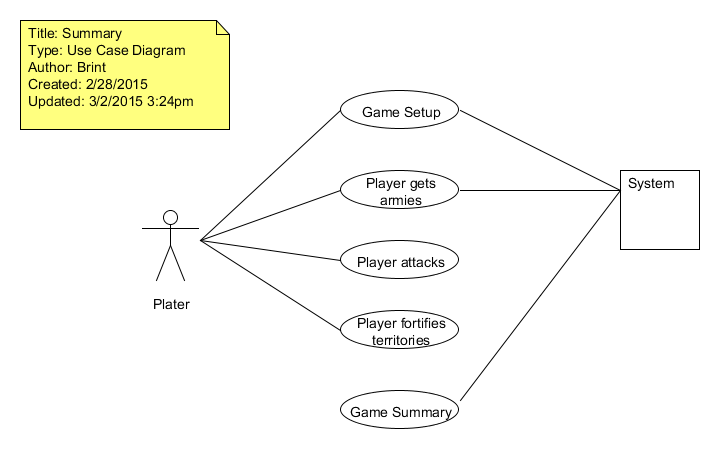 Title: Summary
Type: Use Case Diagram
Author: Brint
Created: 2/28/2015
Updated: 3/2/2015 3:24pm
Game Setup
Player gets
armies
System
Player attacks
Plater
Player fortifies
territories
Game Summary